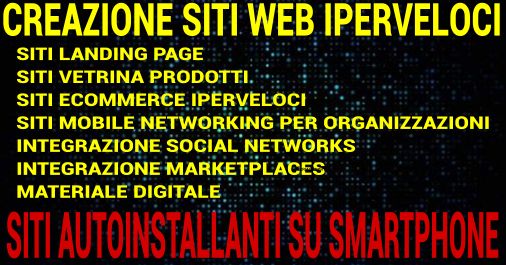 CREAZIONE SITI WEB IPERVELOCI
SITI LANDING PAGE
SITI VETRINA PRODOTTI.
SITI ECOMMERCE IPERVELOCI
SITI MOBILE NETWORKING PER ORGANIZZAZIONI
INTEGRAZIONE SOCIAL NETWORKS
INTEGRAZIONE MARKETPLACES
MATERIALE DIGITALE
SITI AUTOINSTALLANTI SU SMARTPHONE